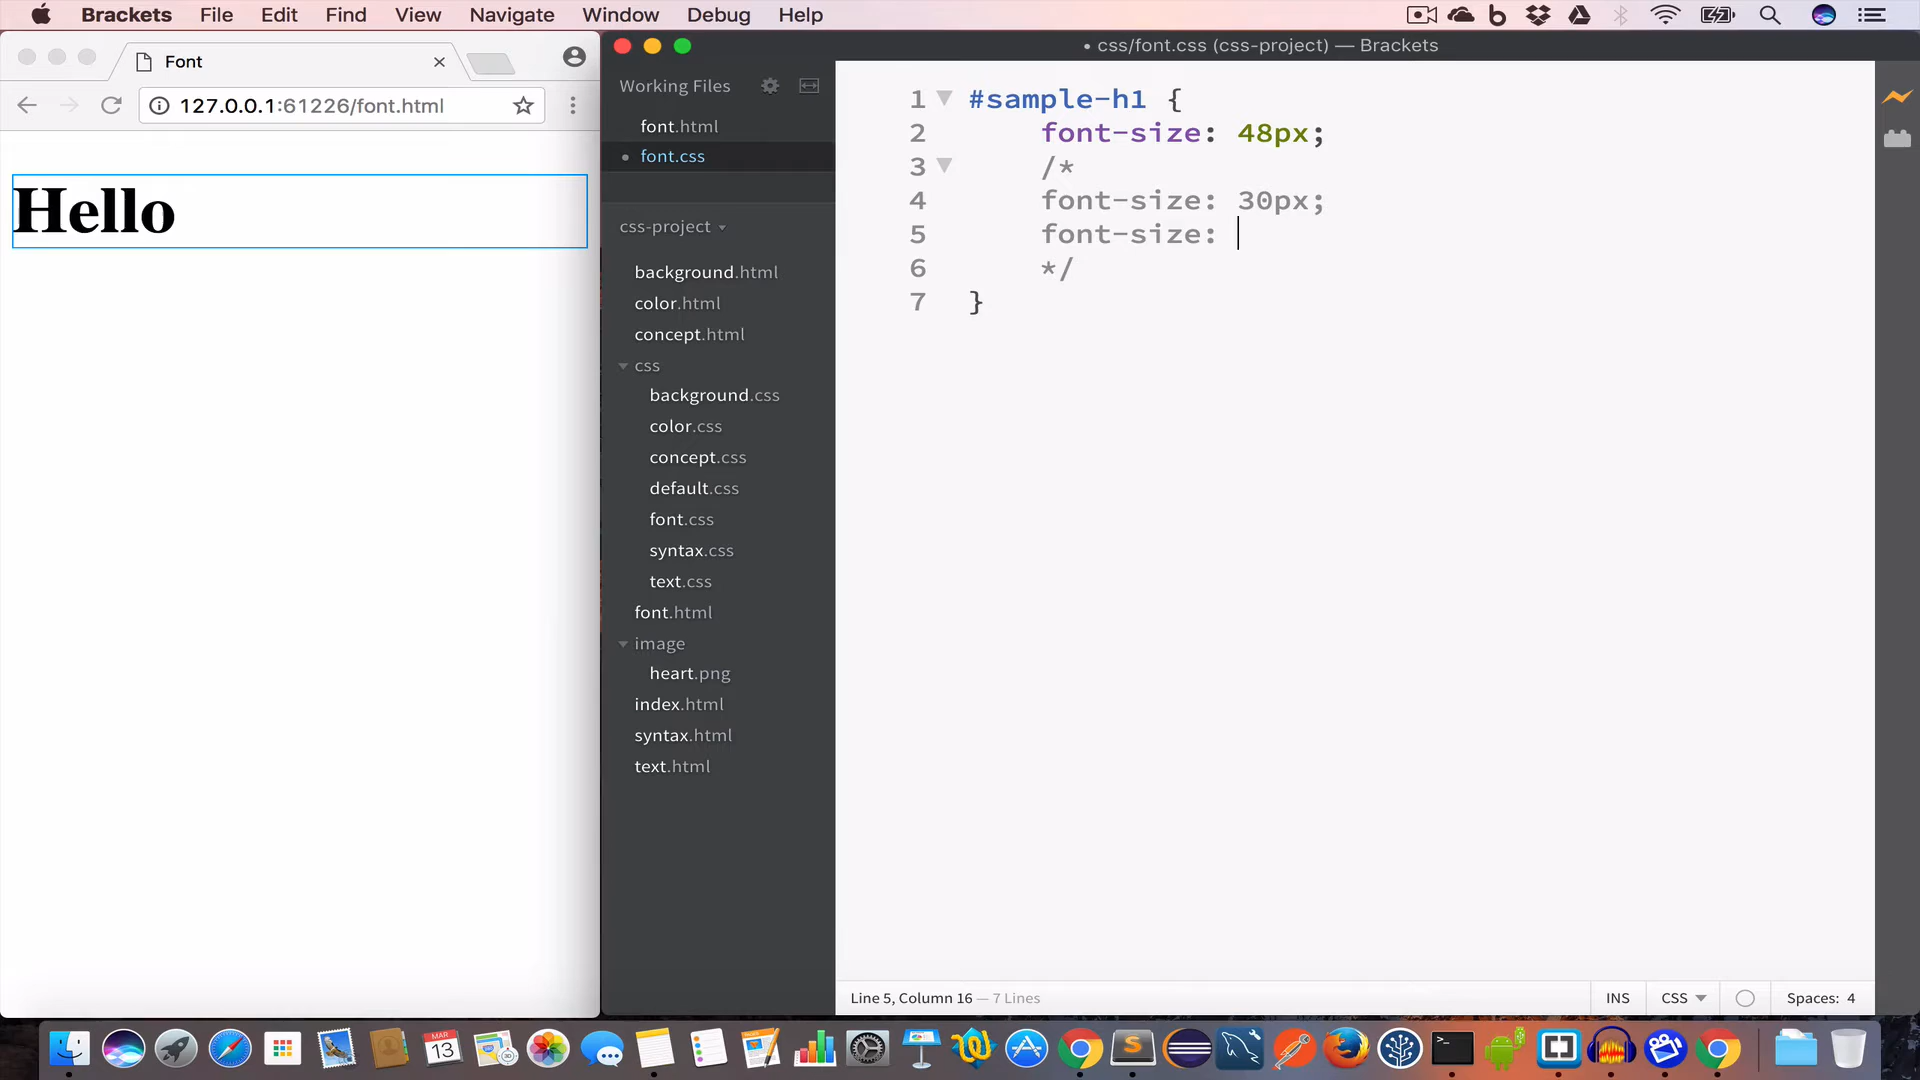 Brackets File Edit Find View Navigate Window Debug Help
Font
127.0.0.1:61226/font.html
• css/font.css (css-project) — Brackets
Working Files
font.html
• font.css
css-project
background.html
color.html
concept.html
css
background.css
color.css
concept.css
default.css
font.css
syntax.css
text.css
font.html
image
heart.png
index.html
syntax.html
text.html
Hello
1 #sample-h1 {
2 font-size: 48px;
3 /*
4 font-size: 30px;
5 font-size:
6 */
7 }
Line 5, Column 16 — 7 Lines
INS CSS Spaces: 4
MAR
13